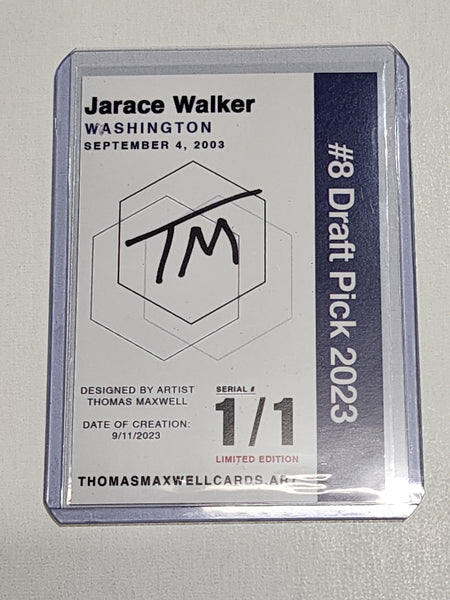 Jarace Walker
WASHINGTON
SEPTEMBER 4, 2003
#8 Draft Pick 2023
TM
DESIGNED BY ARTIST
THOMAS MAXWELL
DATE OF CREATION:
9/11/2023
SERIAL #
1/1
LIMITED EDITION
THOMASMAXWELLCARDS.ART